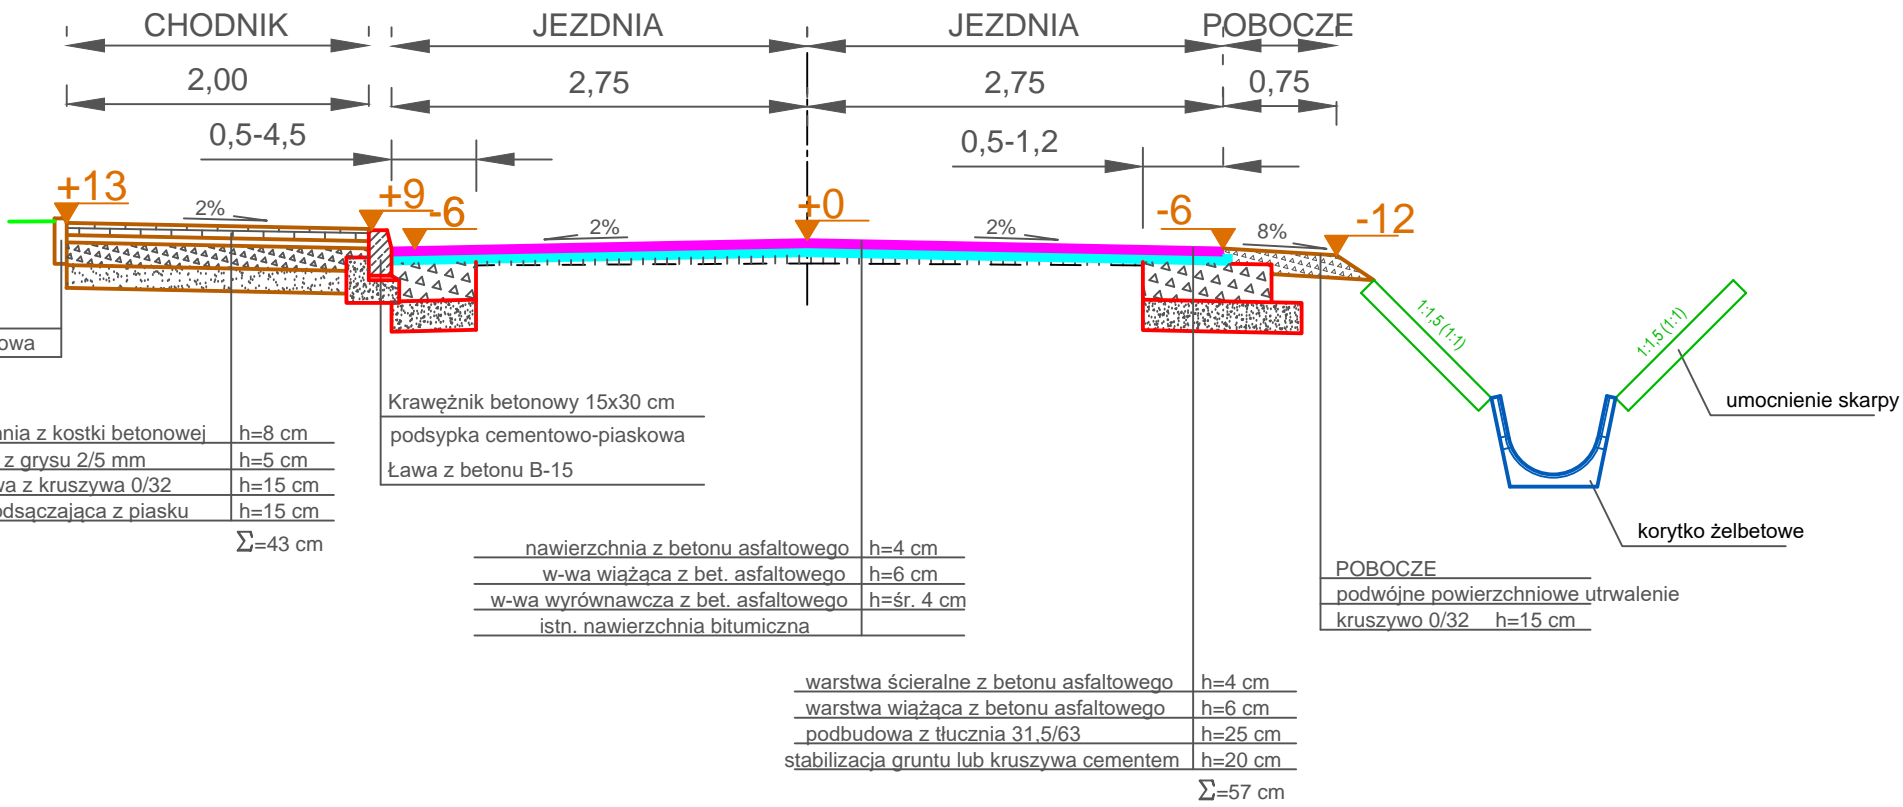 CHODNIK
JEZDNIA
JEZDNIA
POBOCZE
2,00
2,75
2,75
0,75
0,5-4,5
0,5-1,2
+13
+9
-6
+0
-6
-12
2%
2%
2%
8%
1:1,5 (1:1)
1:1,5 (1:1)
owa
umocnienie skarpy
korytko żelbetowe
Krawężnik betonowy 15x30 cm
podsypka cementowo-piaskowa
Ława z betonu B-15
nia z kostki betonowej h=8 cm
z grysu 2/5 mm h=5 cm
wa z kruszywa 0/32 h=15 cm
odsączająca z piasku h=15 cm
Σ=43 cm
nawierzchnia z betonu asfaltowego h=4 cm
w-wa wiążąca z bet. asfaltowego h=6 cm
w-wa wyrównawcza z bet. asfaltowego h=śr. 4 cm
istn. nawierzchnia bitumiczna
POBOCZE
podwójne powierzchniowe utrwalenie
kruszywo 0/32 h=15 cm
warstwa ścieralne z betonu asfaltowego h=4 cm
warstwa wiążąca z betonu asfaltowego h=6 cm
podbudowa z tłucznia 31,5/63 h=25 cm
stabilizacja gruntu lub kruszywa cementem h=20 cm
Σ=57 cm